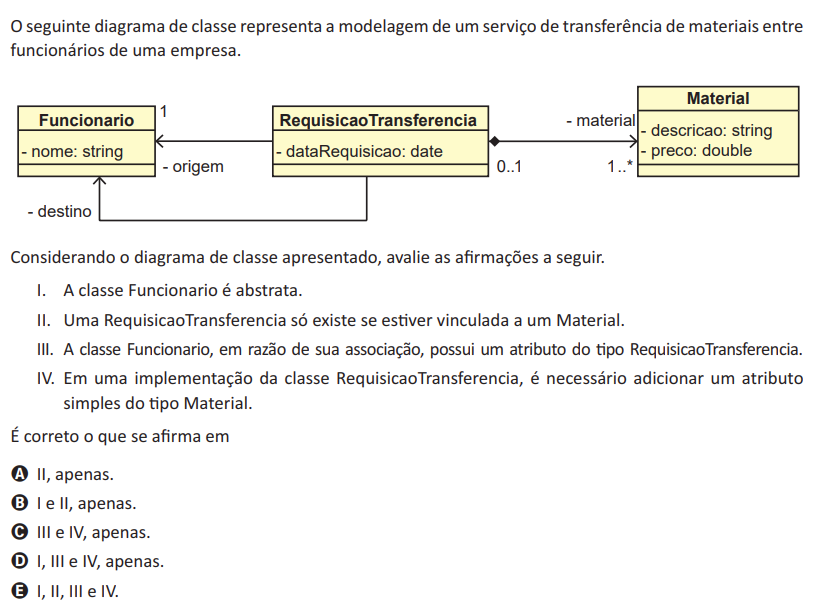 O seguinte diagrama de classe representa a modelagem de um serviço de transferência de materiais entre
funcionários de uma empresa.
Funcionario
- nome: string
1
- origem
- destino
RequisicaoTransferencia
- dataRequisicao: date
0..1
- material
1..*
Material
- descricao: string
- preco: double
Considerando o diagrama de classe apresentado, avalie as afirmações a seguir.
I. A classe Funcionario é abstrata.
II. Uma RequisicaoTransferencia só existe se estiver vinculada a um Material.
III. A classe Funcionario, em razão de sua associação, possui um atributo do tipo RequisicaoTransferencia.
IV. Em uma implementação da classe RequisicaoTransferencia, é necessário adicionar um atributo
simples do tipo Material.
É correto o que se afirma em
A II, apenas.
B I e II, apenas.
C III e IV, apenas.
D I, III e IV, apenas.
E I, II, III e IV.